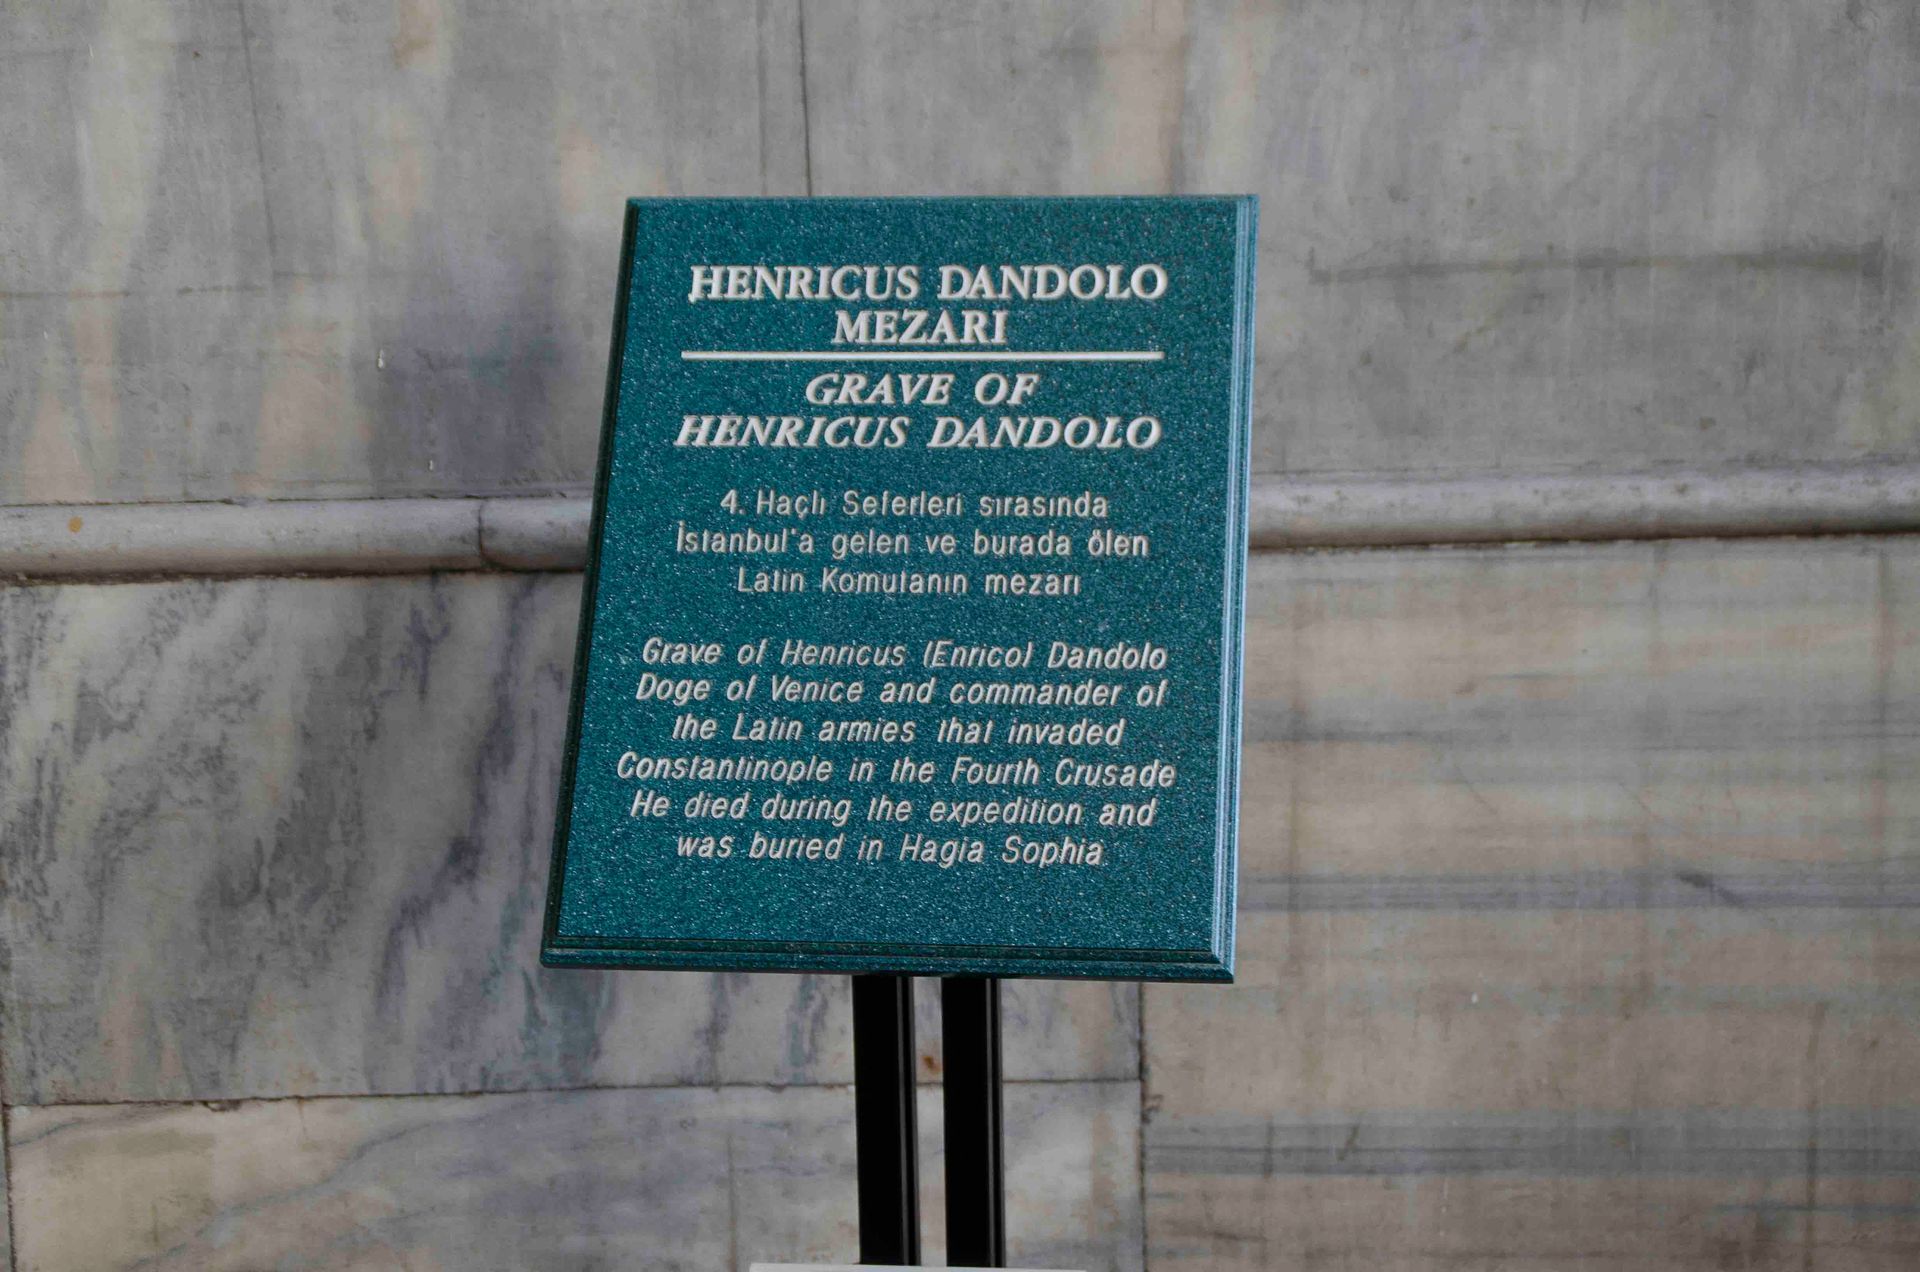 HENRICUS DANDOLO
MEZARI
GRAVE OF
HENRICUS DANDOLO
4. Haçlı Seferleri sırasında
İstanbul'a gelen ve burada ölen
Latin Komutanın mezarı
Grave of Henricus (Enrico) Dandolo
Doge of Venice and commander of
the Latin armies that invaded
Constantinople in the Fourth Crusade
He died during the expedition and
was buried in Hagia Sophia.